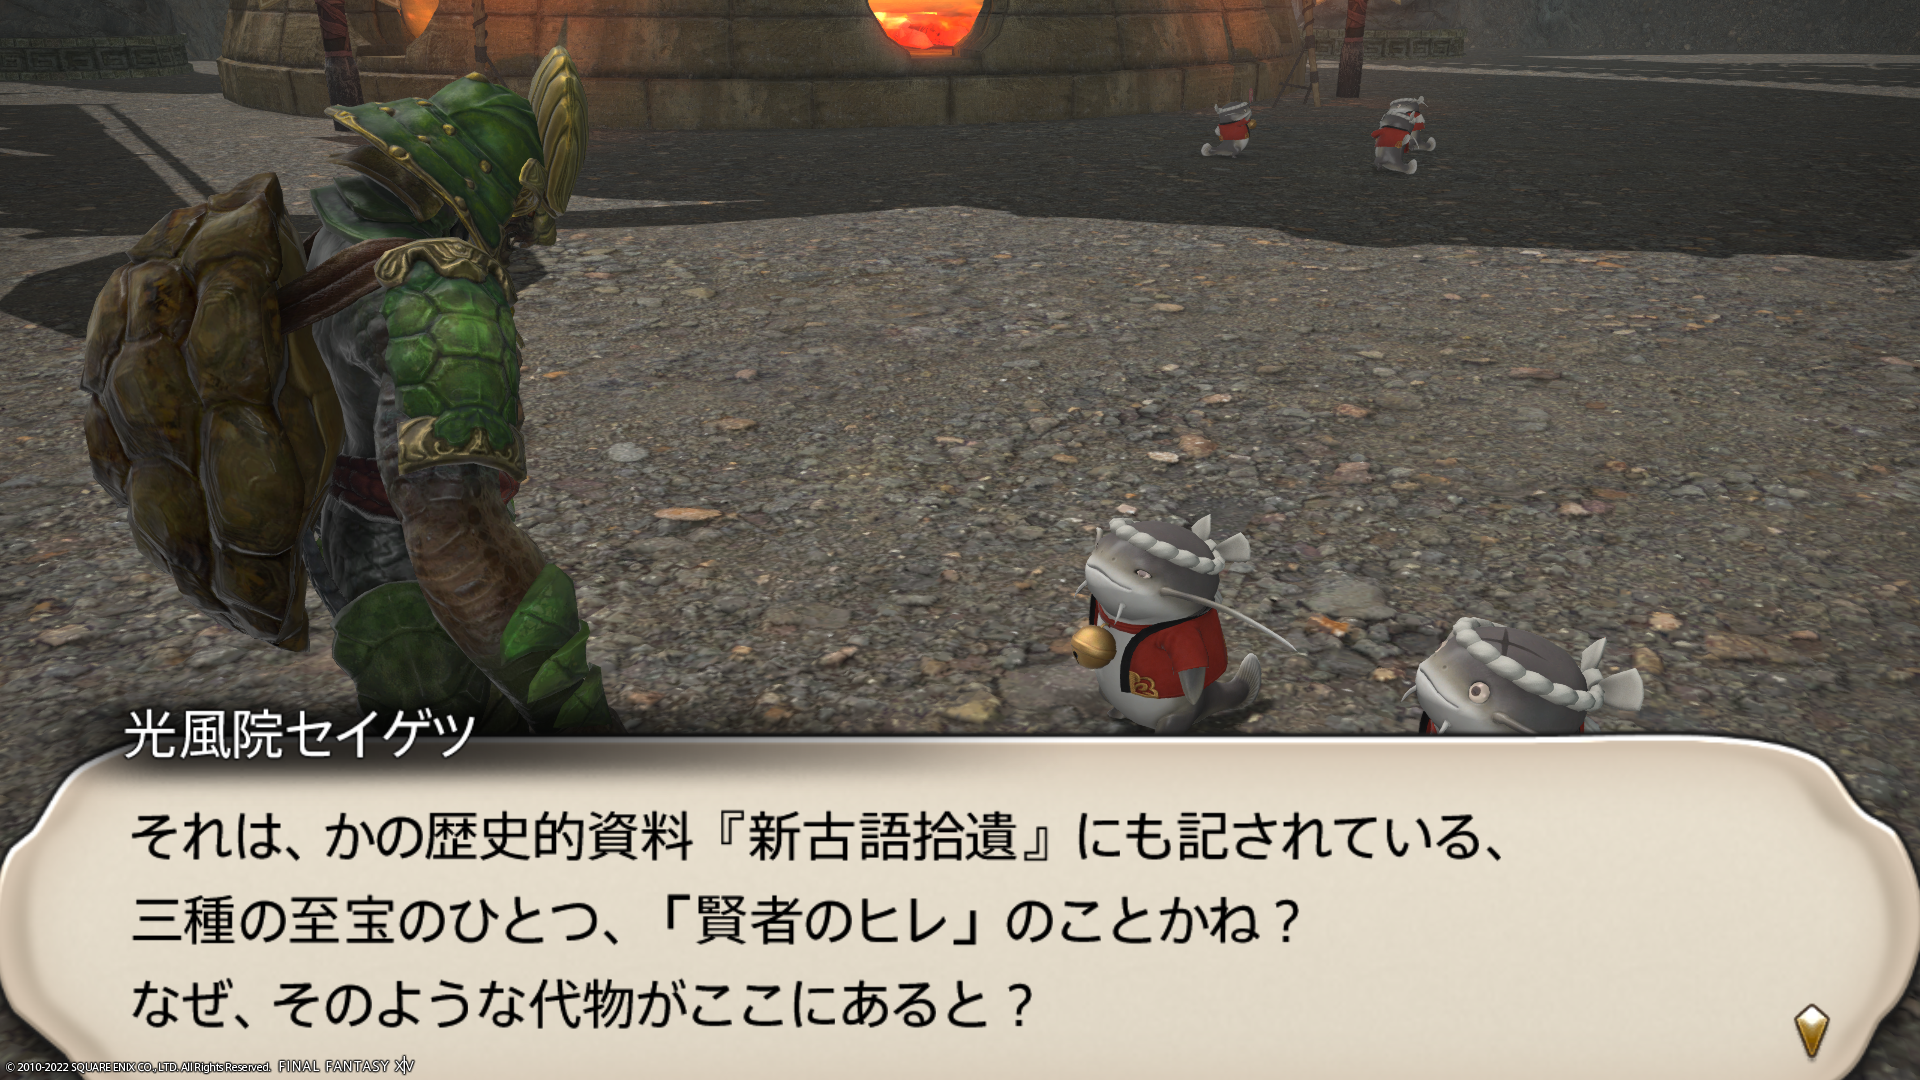 光風院セイゲツ
それは、かの歴史的資料『新古語拾遺』にも記されている、
三種の至宝のひとつ、「賢者のヒレ」のことかね？
なぜ、そのような代物がここにあると？
© 2010-2022 SQUARE ENIX CO., LTD. All Rights Reserved. FINAL FANTASY XIV